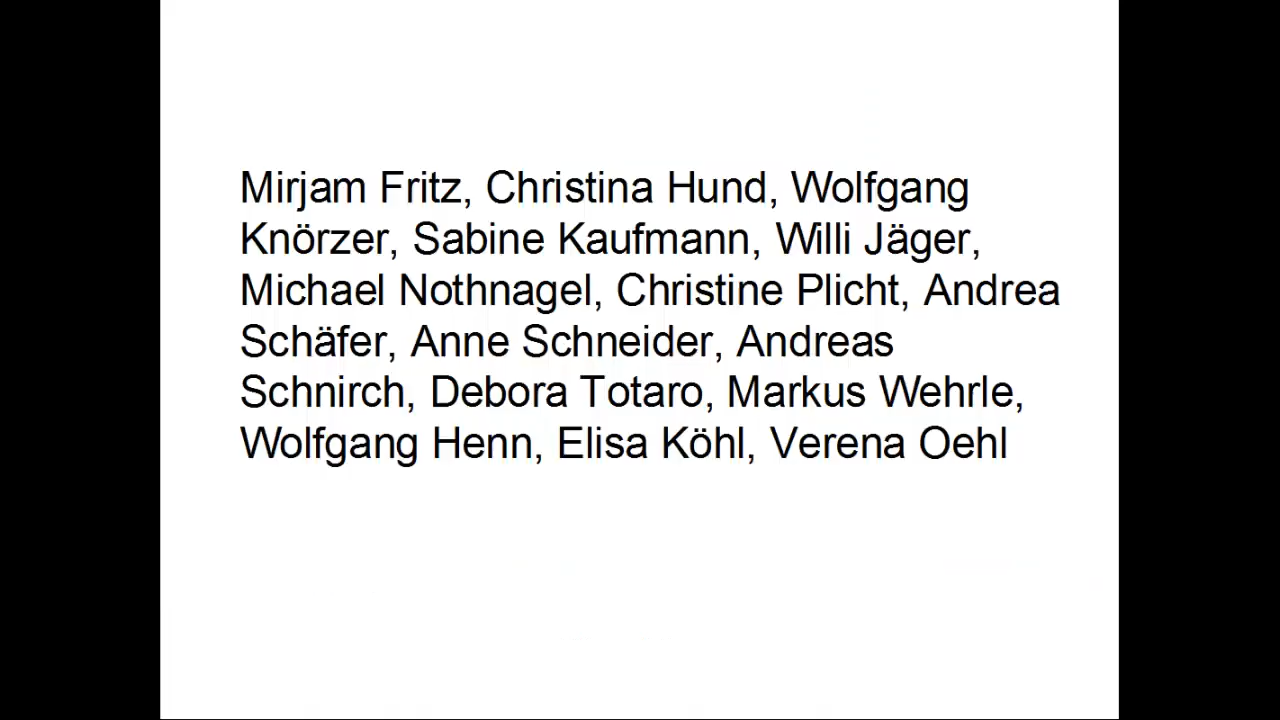 Mirjam Fritz, Christina Hund, Wolfgang
Knörzer, Sabine Kaufmann, Willi Jäger,
Michael Nothnagel, Christine Plicht, Andrea
Schäfer, Anne Schneider, Andreas
Schnirch, Debora Totaro, Markus Wehrle,
Wolfgang Henn, Elisa Köhl, Verena Oehl